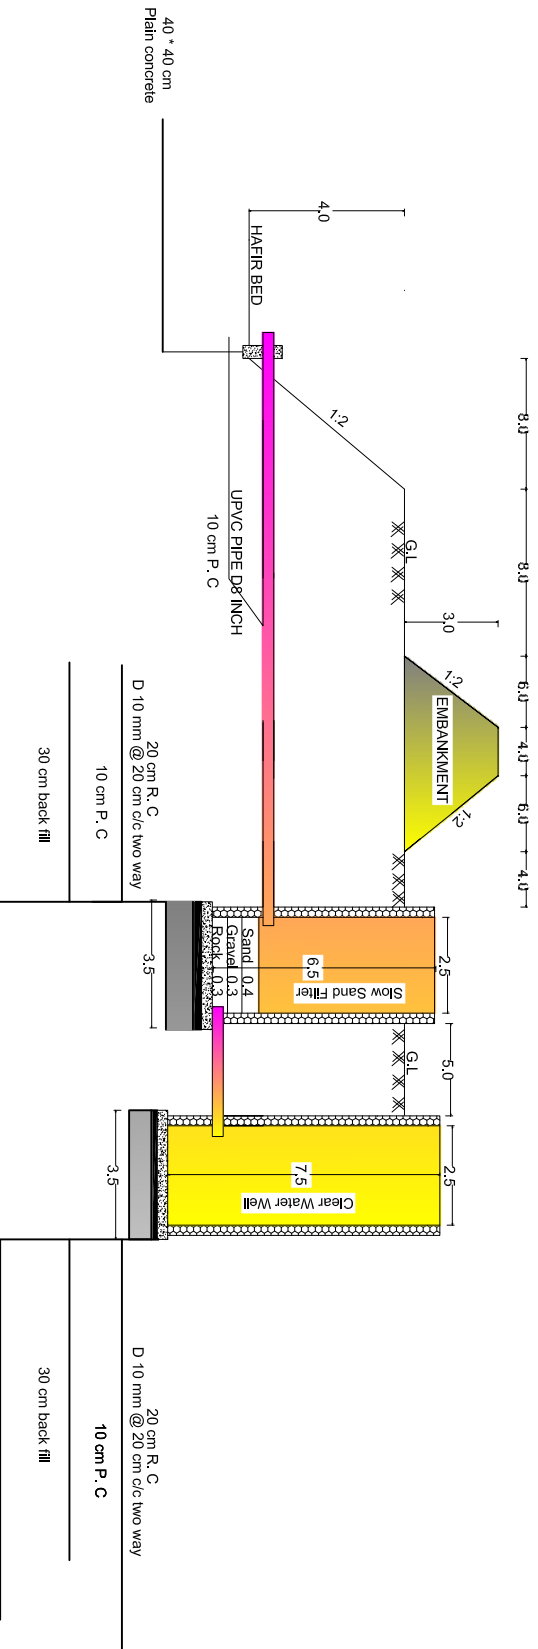 8.0
8.0
6.0
4.0
6.0
4.0
3.0
1:2
EMBANKMENT
1:2
G.L
4.0
1:2
HAFIR BED
40 * 40 cm
Plain concrete
UPVC PIPE D8 INCH
10 cm P. C
2.5
Slow Sand Filter
6.5
Sand 0.4
Gravel 0.3
Rock 0.3
3.5
5.0
G.L
2.5
Clear Water Well
7.5
3.5
20 cm R. C
D 10 mm @ 20 cm c/c two way
10 cm P. C
30 cm back fill
20 cm R. C
D 10 mm @ 20 cm c/c two way
10 cm P. C
30 cm back fill